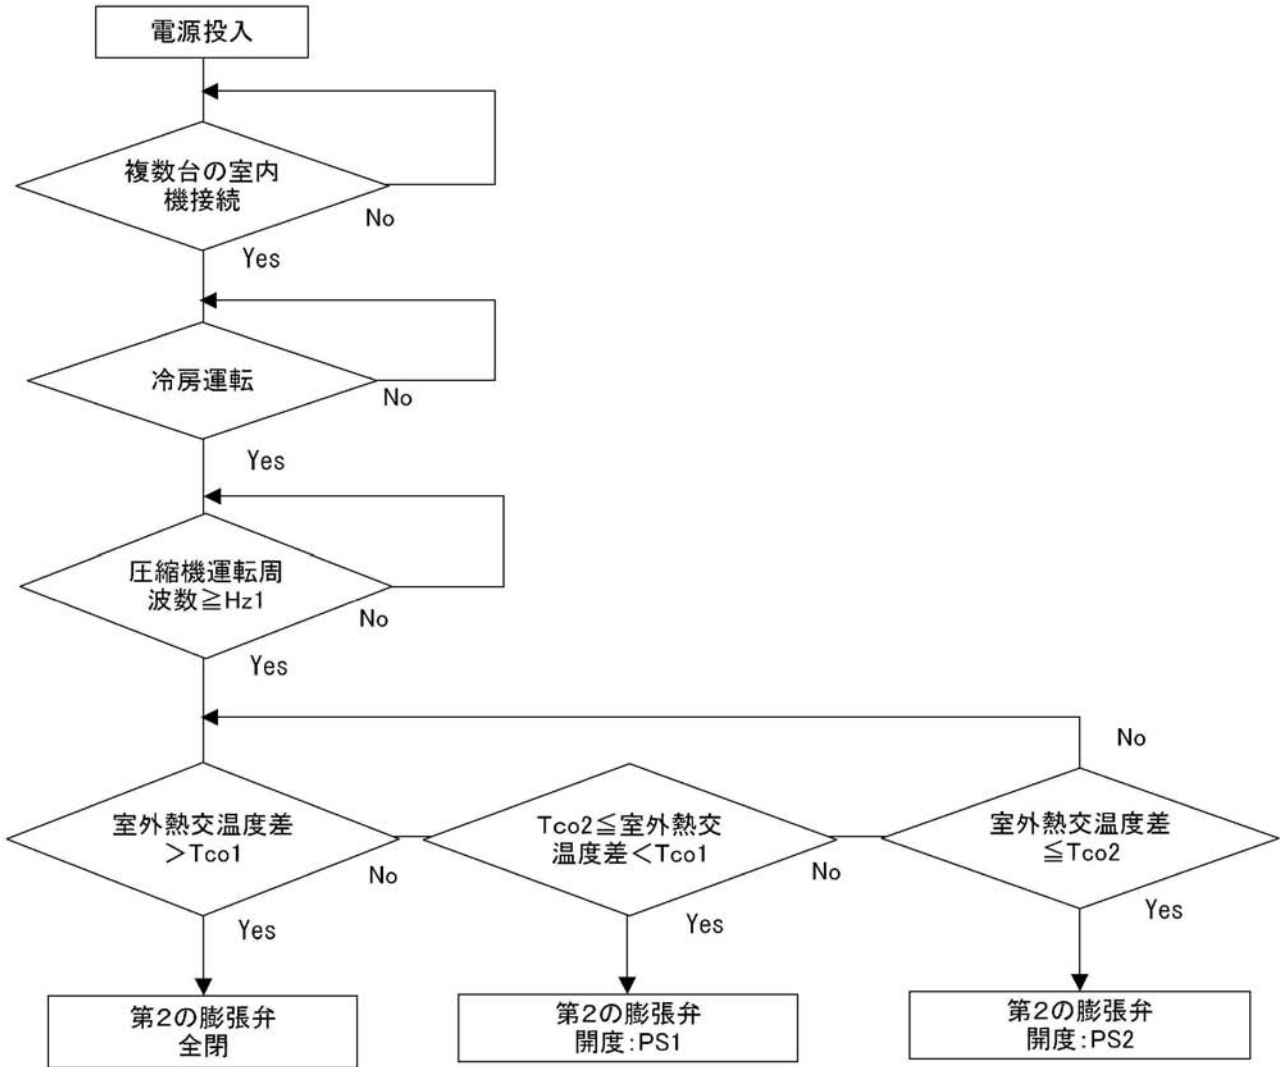 電源投入
複数台の室内
機接続
No
Yes
冷房運転
No
Yes
圧縮機運転周
波数≧Hz1
No
Yes
No
室外熱交温度差
>Tco1
No
Yes
Tco2≦室外熱交
温度差<Tco1
No
Yes
室外熱交温度差
≦Tco2
Yes
第2の膨張弁
全閉
第2の膨張弁
開度:PS1
第2の膨張弁
開度:PS2